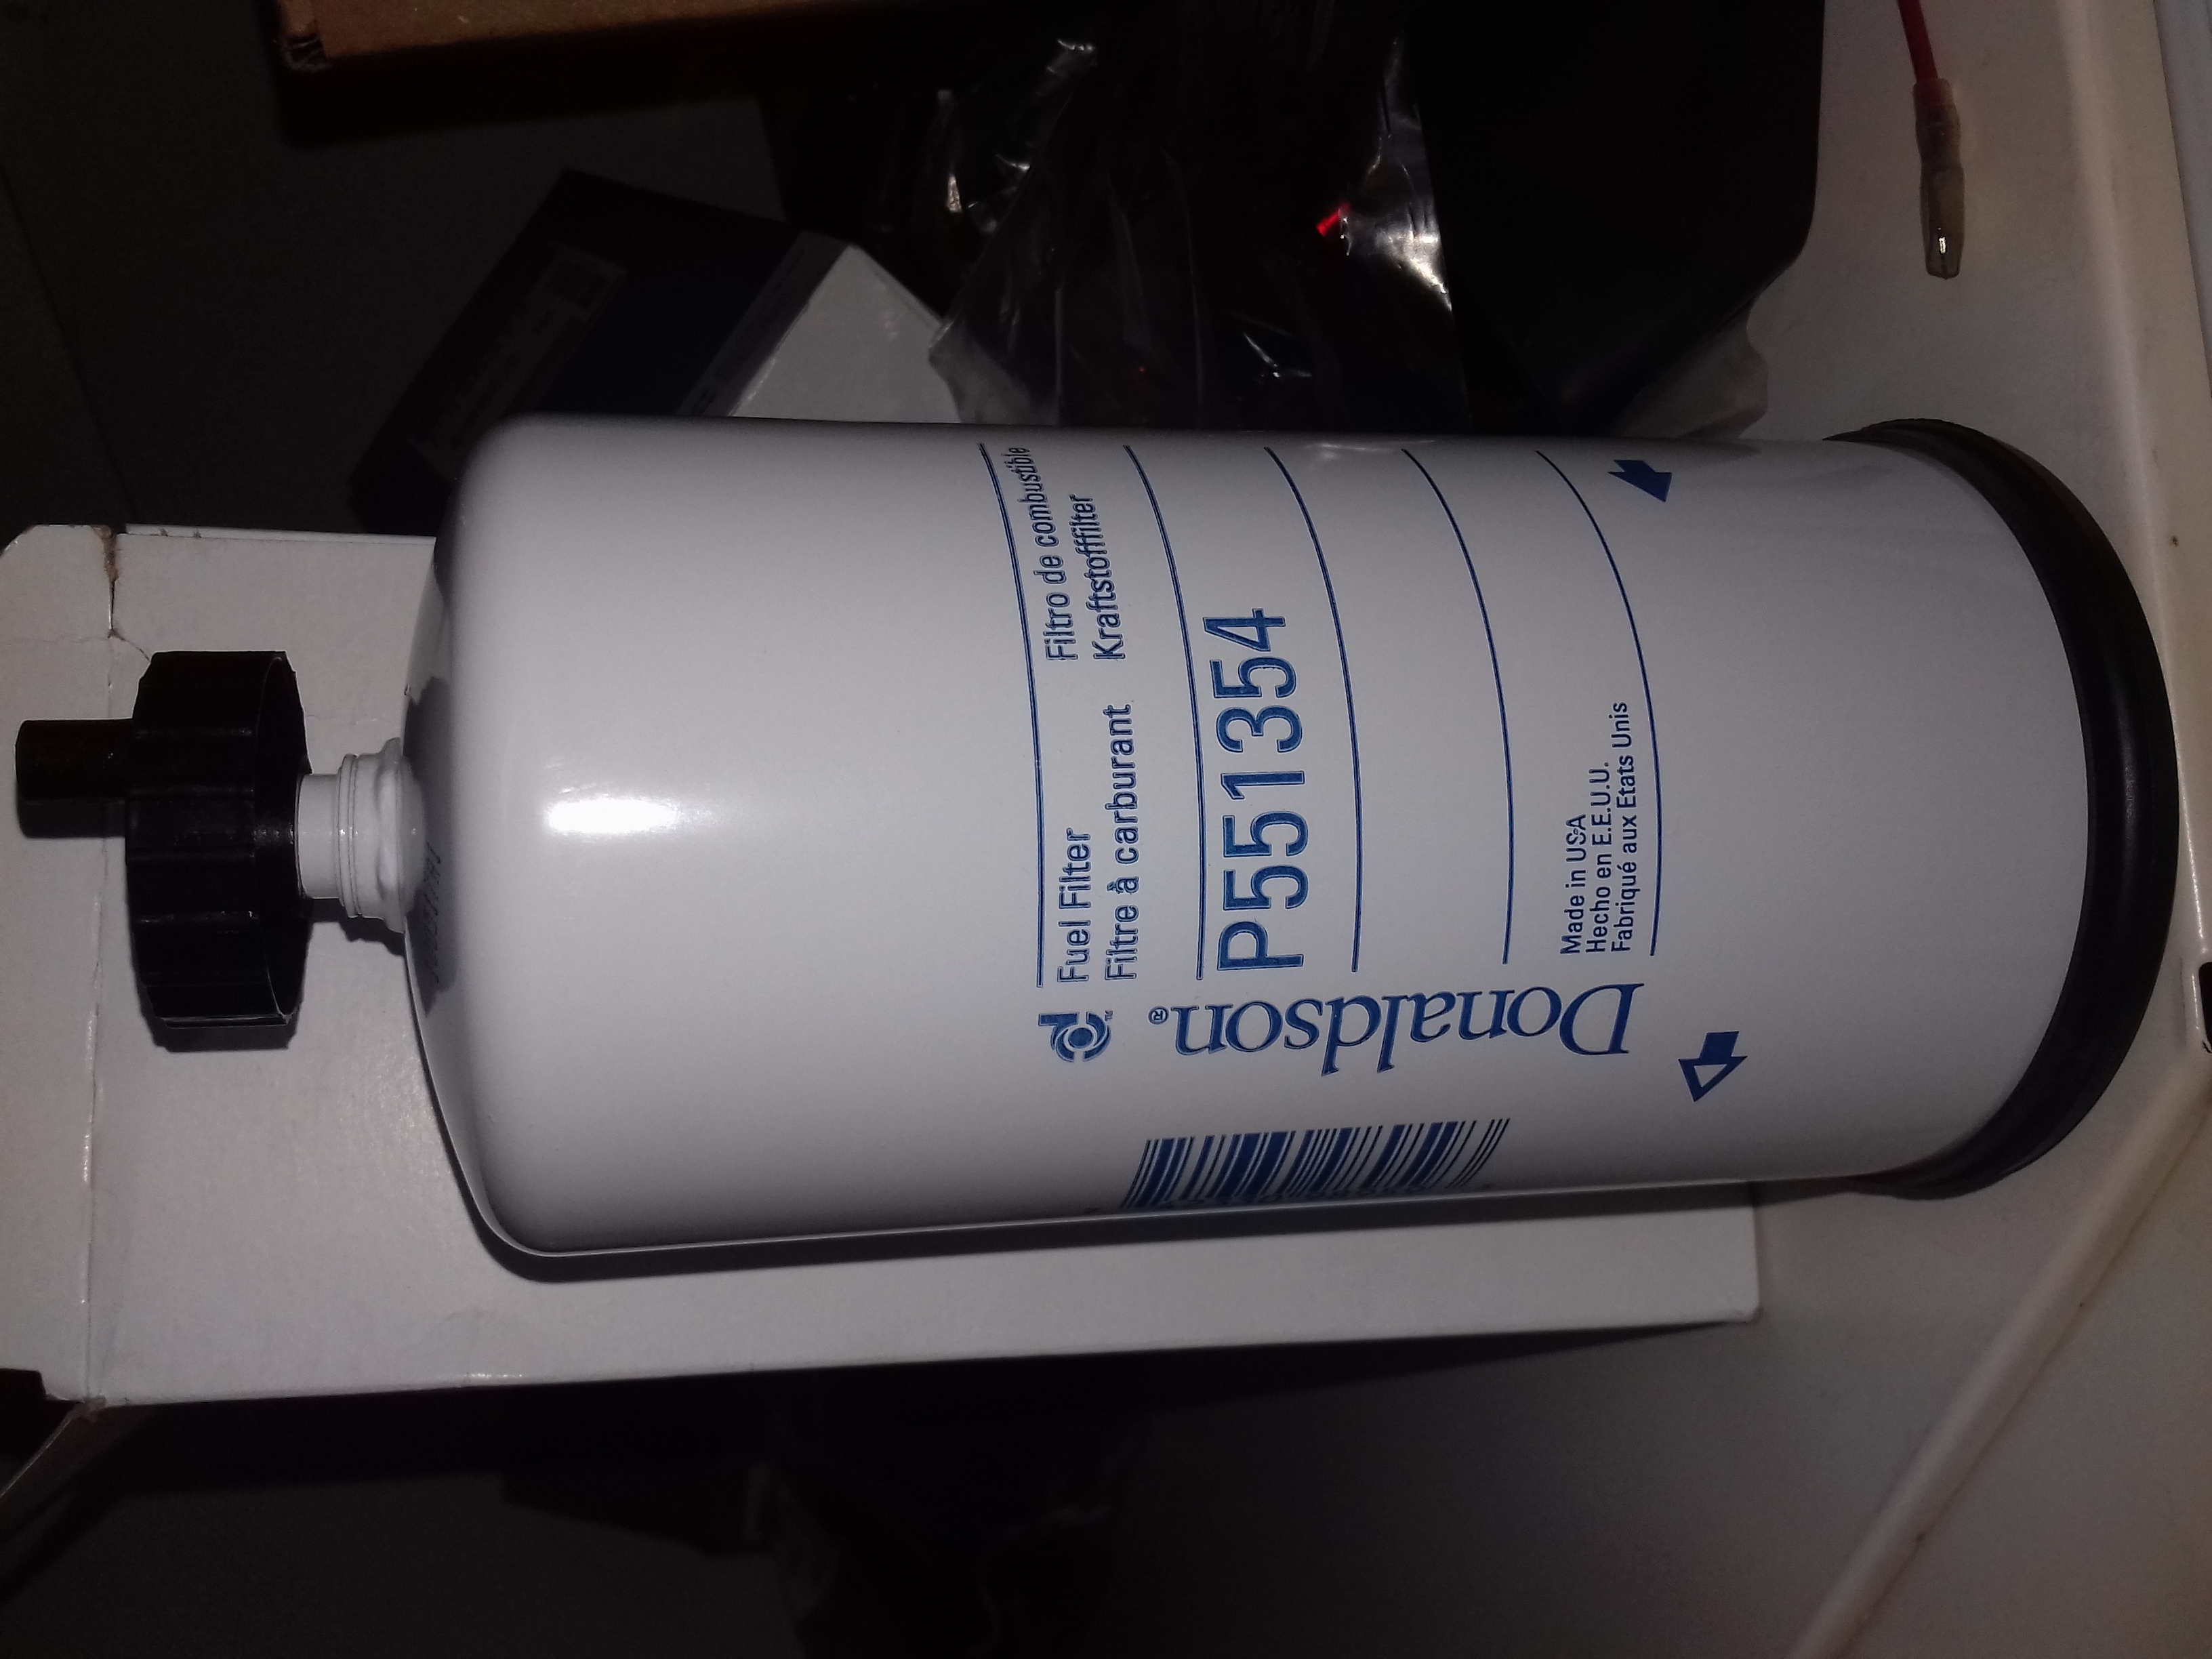 Donaldson®
Fuel Filter
Filtre à carburant
Filtro de combustible
Kraftstofffilter
P551354
Made in USA
Hecho en E.E.U.U.
Fabriqué aux Etats Unis